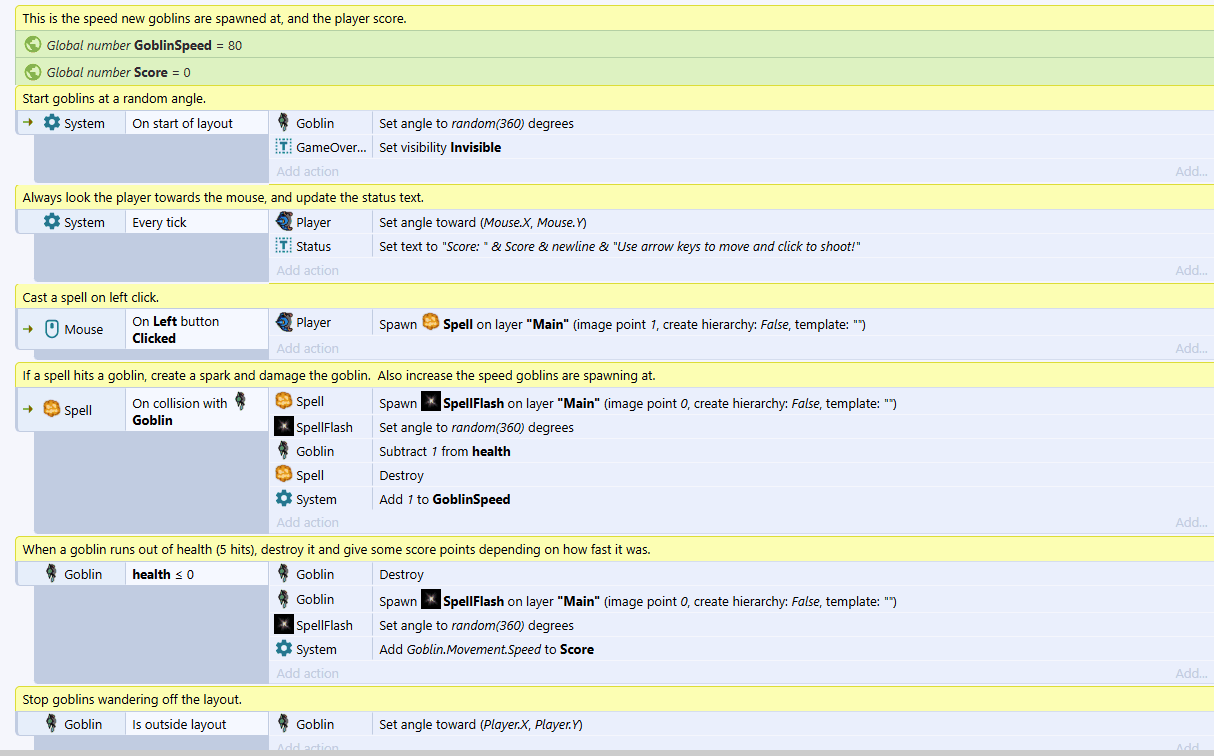 This is the speed new goblins are spawned at, and the player score.
Global number GoblinSpeed = 80
Global number Score = 0
Start goblins at a random angle.
System On start of layout Goblin Set angle to random(360) degrees
GameOver... Set visibility Invisible
Add action Add...
Always look the player towards the mouse, and update the status text.
System Every tick Player Set angle toward (Mouse.X, Mouse.Y)
Status Set text to "Score: " & Score & newline & "Use arrow keys to move and click to shoot!"
Add action Add...
Cast a spell on left click.
Mouse On Left button Clicked Player Spawn Spell on layer "Main" (image point 1, create hierarchy: False, template: "")
Add action Add...
If a spell hits a goblin, create a spark and damage the goblin.  Also increase the speed goblins are spawning at.
Spell On collision with Goblin Spell Spawn SpellFlash on layer "Main" (image point 0, create hierarchy: False, template: "")
SpellFlash Set angle to random(360) degrees
Goblin Subtract 1 from health
Spell Destroy
System Add 1 to GoblinSpeed
Add action Add...
When a goblin runs out of health (5 hits), destroy it and give some score points depending on how fast it was.
Goblin health ≤ 0 Goblin Destroy
Goblin Spawn SpellFlash on layer "Main" (image point 0, create hierarchy: False, template: "")
SpellFlash Set angle to random(360) degrees
System Add Goblin.Movement.Speed to Score
Add action Add...
Stop goblins wandering off the layout.
Goblin Is outside layout Goblin Set angle toward (Player.X, Player.Y)
Add action Add...